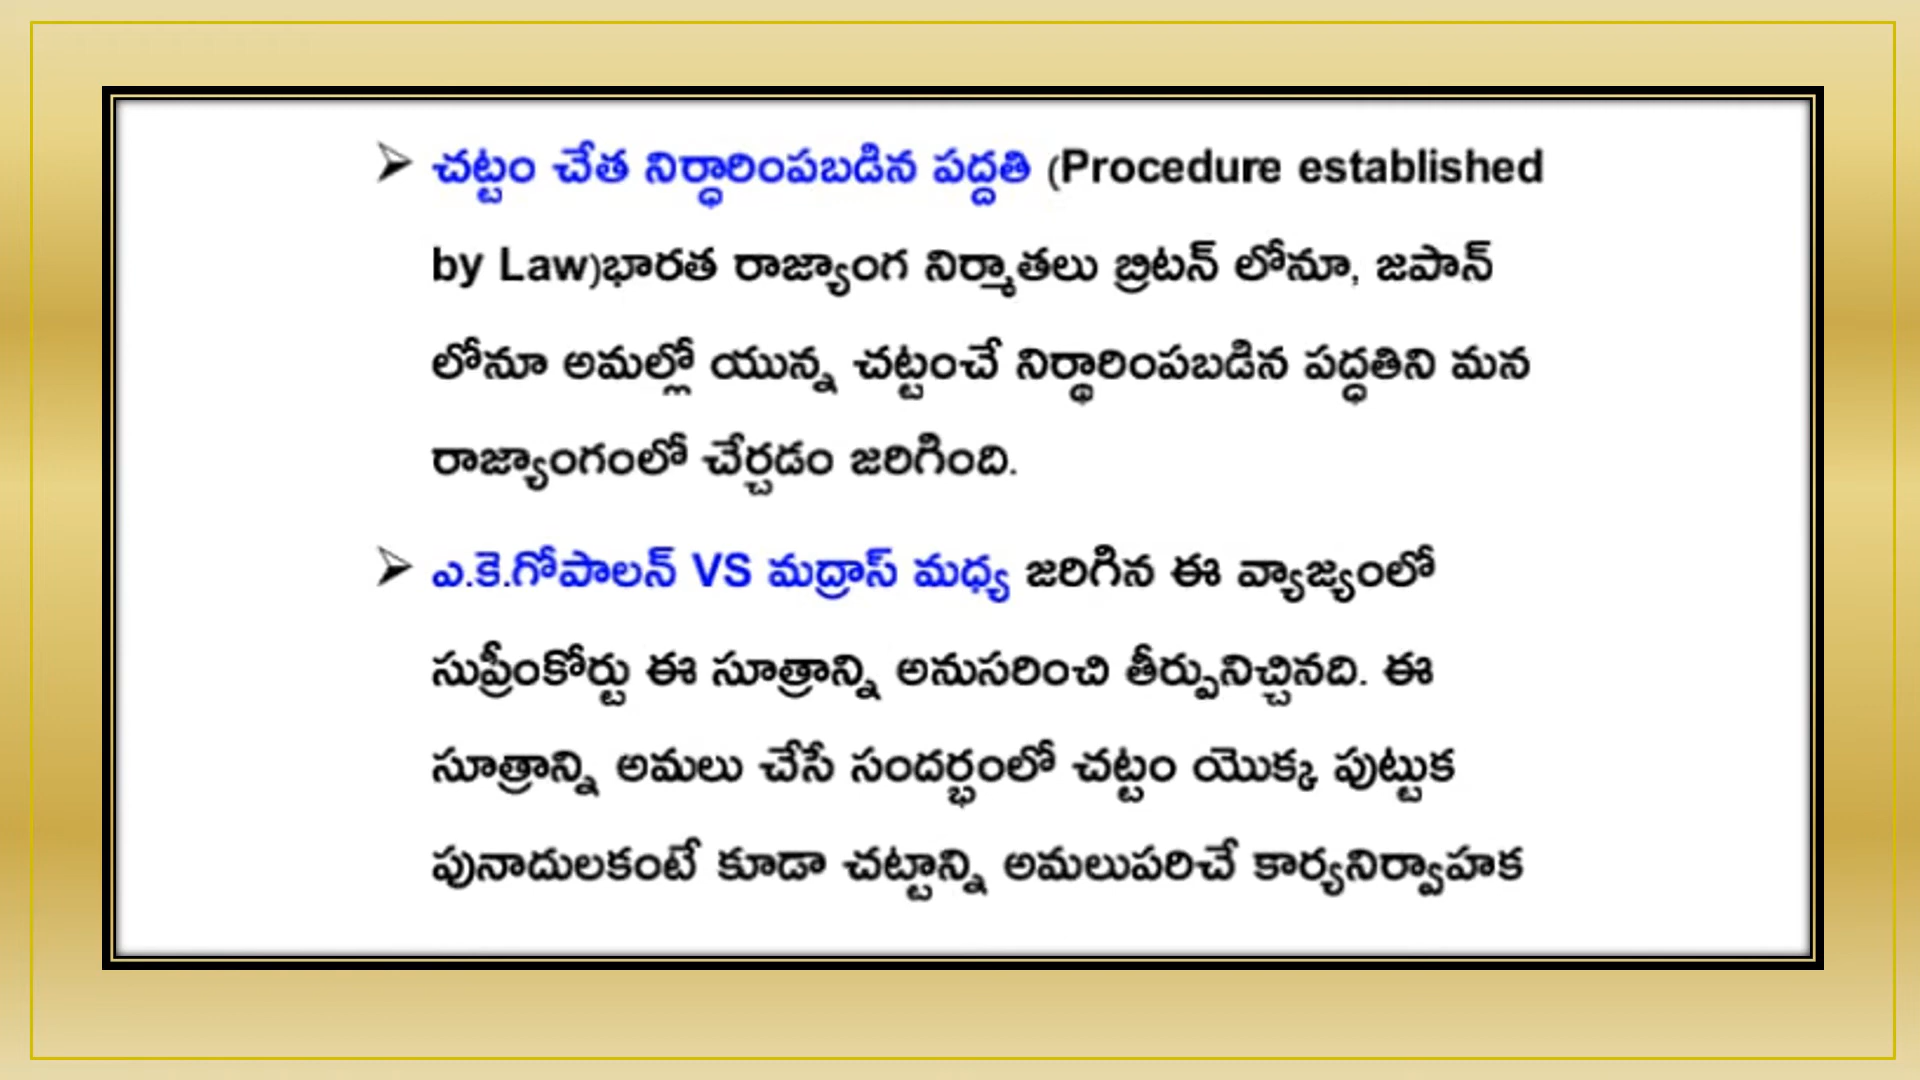 ➢ చట్టం చేత నిర్ధారింపబడిన పద్దతి (Procedure established
by Law)భారత రాజ్యాంగ నిర్మాతలు బ్రిటన్ లోనూ, జపాన్
లోనూ అమల్లో యున్న చట్టంచే నిర్థారింపబడిన పద్ధతిని మన
రాజ్యాంగంలో చేర్చడం జరిగింది.
➢ ఎ.కె.గోపాలన్ VS మద్రాస్ మధ్య జరిగిన ఈ వ్యాజ్యంలో
సుప్రీంకోర్టు ఈ సూత్రాన్ని అనుసరించి తీర్పునిచ్చినది. ఈ
సూత్రాన్ని అమలు చేసే సందర్భంలో చట్టం యొక్క పుట్టుక
పునాదులకంటే కూడా చట్టాన్ని అమలుపరిచే కార్యనిర్వాహక